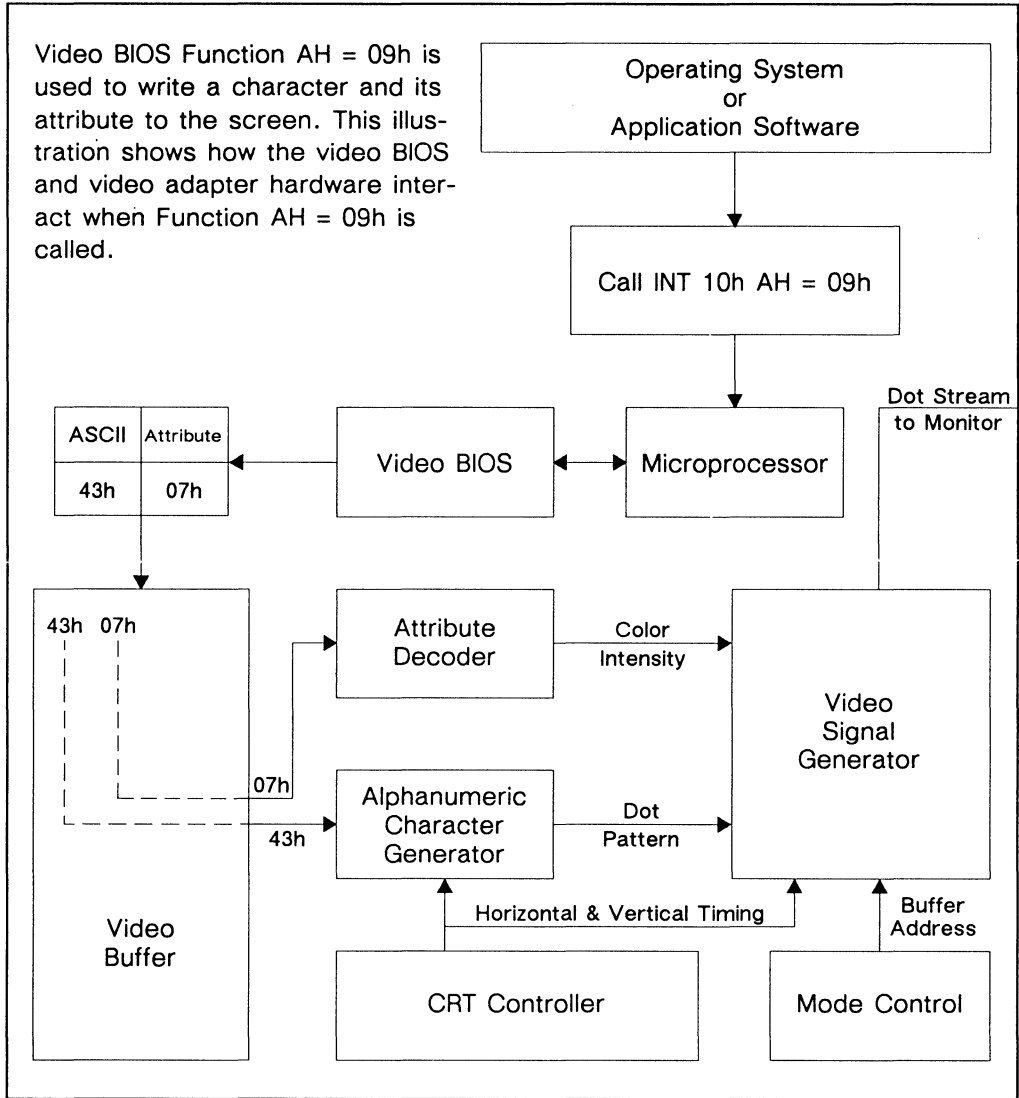 Video BIOS Function AH = 09h is
used to write a character and its
attribute to the screen. This illus-
tration shows how the video BIOS
and video adapter hardware inter-
act when Function AH = 09h is
called.
Operating System
or
Application Software
Call INT 10h AH = 09h
Dot Stream
to Monitor
ASCII
Attribute
43h
07h
Video BIOS
Microprocessor
43h 07h
Attribute
Decoder
Color
Intensity
Video
Signal
Generator
07h
43h
Alphanumeric
Character
Generator
Dot
Pattern
Video
Buffer
Horizontal & Vertical Timing
Buffer
Address
CRT Controller
Mode Control